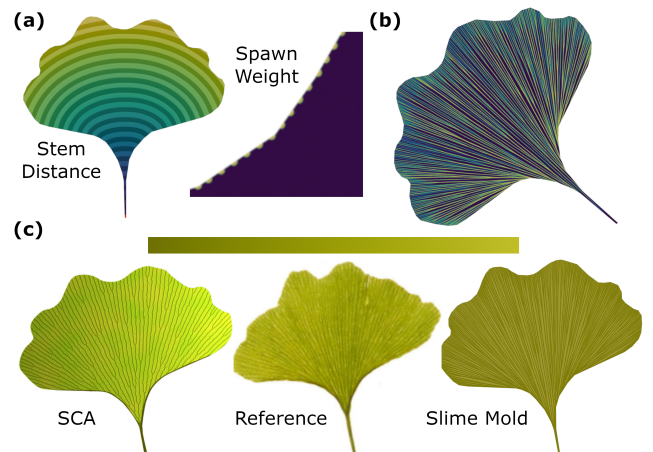 (a)
Spawn
Weight
Stem
Distance
(b)
(c)
SCA
Reference
Slime Mold